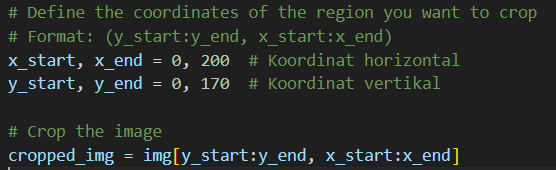 # Define the coordinates of the region you want to crop
# Format: (y_start:y_end, x_start:x_end)
x_start, x_end = 0, 200  # Koordinat horizontal
y_start, y_end = 0, 170  # Koordinat vertikal

# Crop the image
cropped_img = img[y_start:y_end, x_start:x_end]